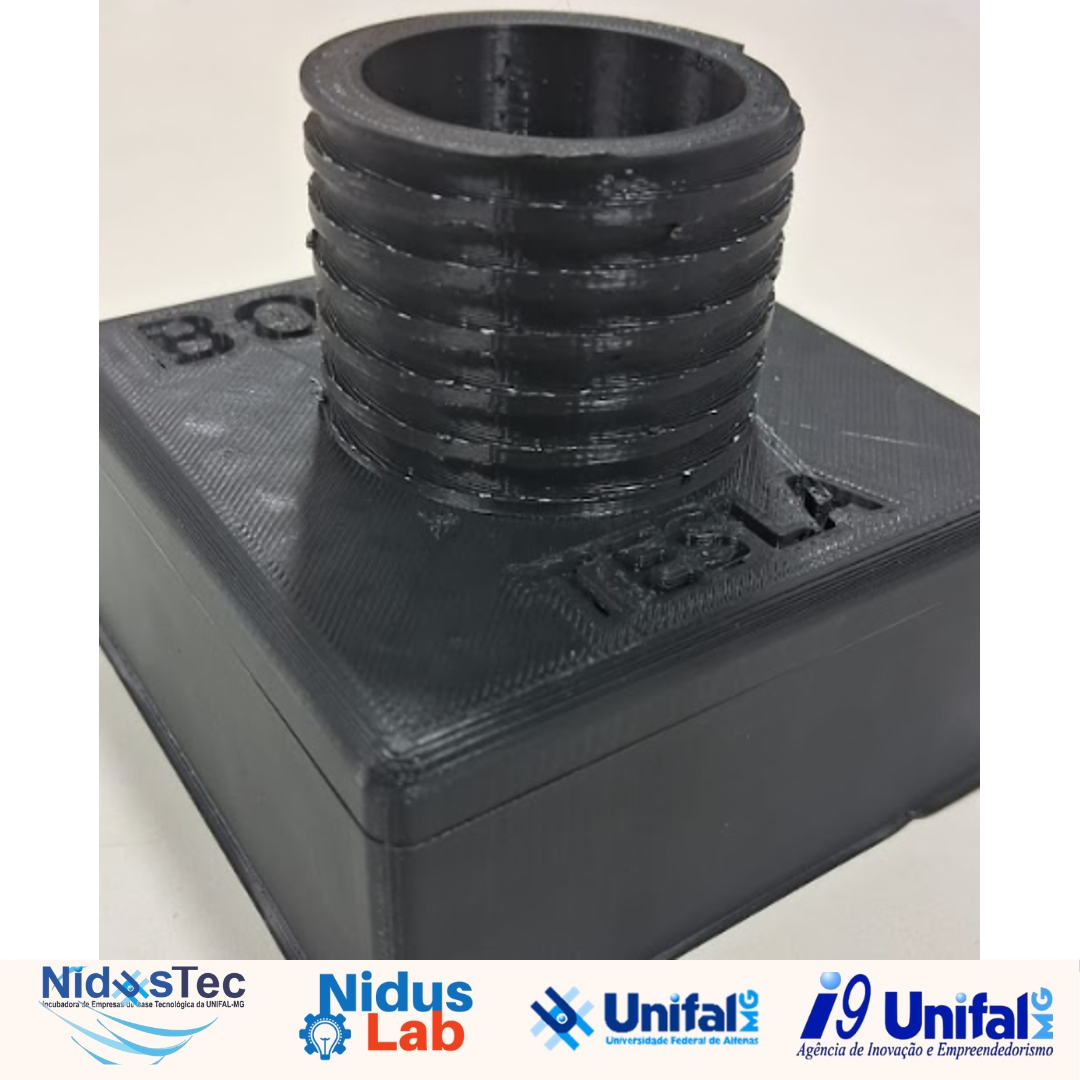 BO
TESLA
NidusTec
Incubadora de Empresas de Base Tecnológica da UNIFAL-MG
Nidus
Lab
Unifal MG
Universidade Federal de Alfenas
i9 Unifal MG
Agência de Inovação e Empreendedorismo